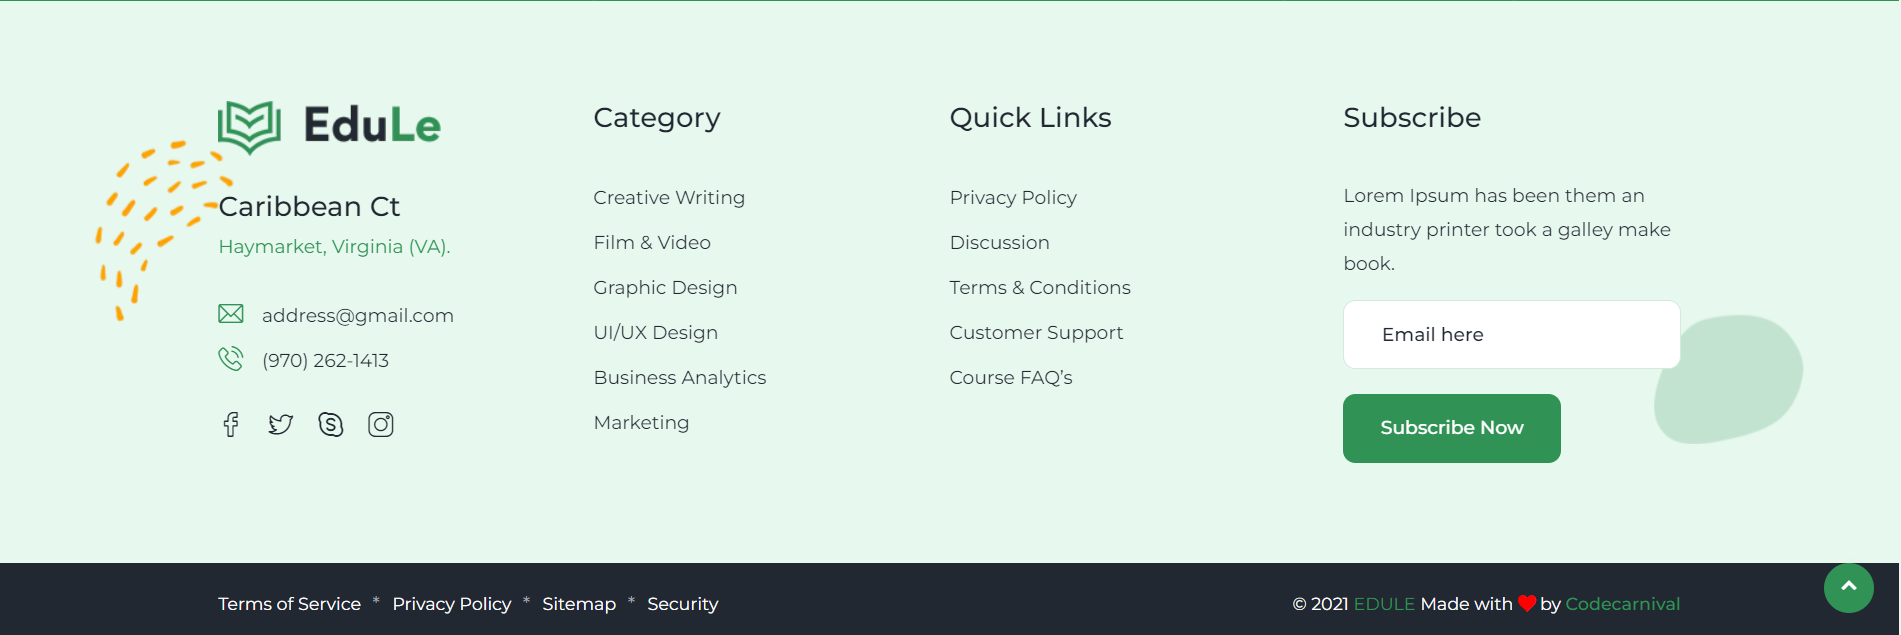 EduLe
Caribbean Ct
Haymarket, Virginia (VA).
address@gmail.com
(970) 262-1413
Category
Creative Writing
Film & Video
Graphic Design
UI/UX Design
Business Analytics
Marketing
Quick Links
Privacy Policy
Discussion
Terms & Conditions
Customer Support
Course FAQ's
Subscribe
Lorem Ipsum has been them an
industry printer took a galley make
book.
Email here
Subscribe Now
Terms of Service * Privacy Policy * Sitemap * Security
© 2021 EDULE Made with ❤ by Codecarnival